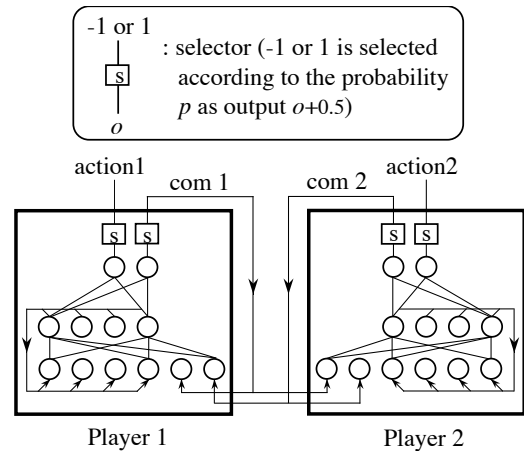 -1 or 1
s
o
: selector (-1 or 1 is selected
according to the probability
p as output o+0.5)
action1
com 1
com 2
action2
s s
s s
Player 1
Player 2